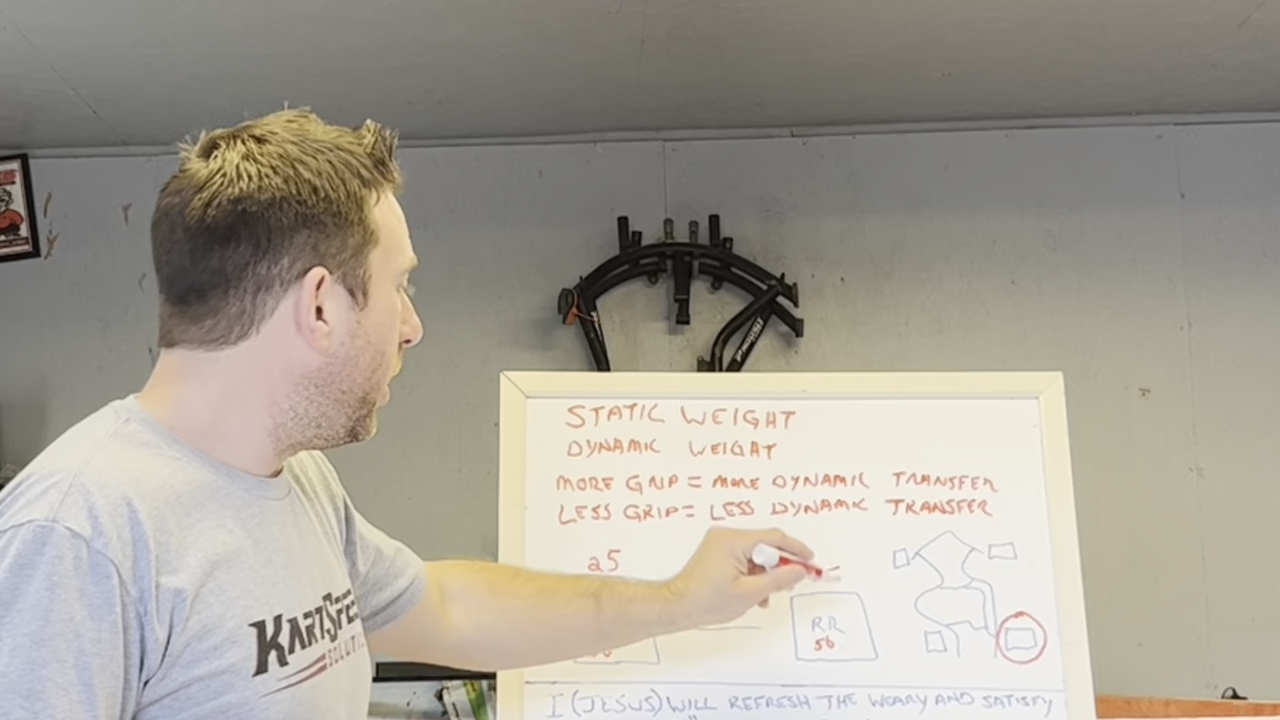 STATIC WEIGHT
DYNAMIC WEIGHT
MORE GRIP = MORE DYNAMIC TRANSFER
LESS GRIP = LESS DYNAMIC TRANSFER
25
RR
56
I (JESUS) WILL REFRESH THE WEARY AND SATISFY
KART